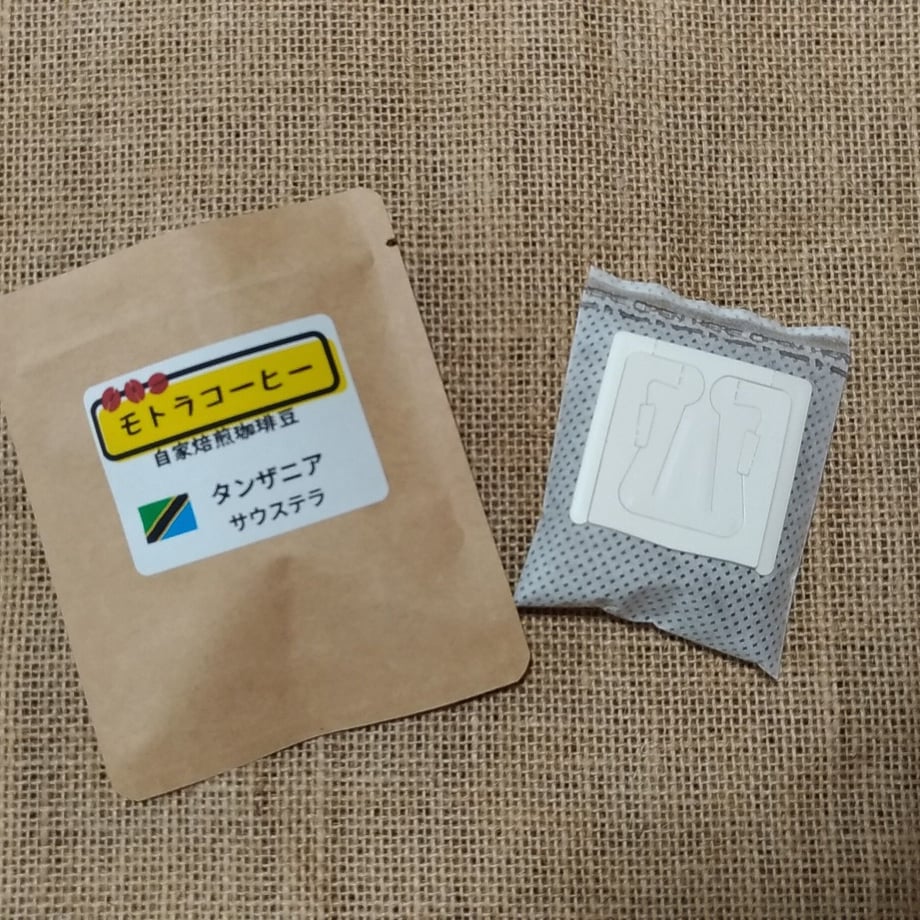 モトラコーヒー
自家焙煎珈琲豆
タンザニア
サウステラ